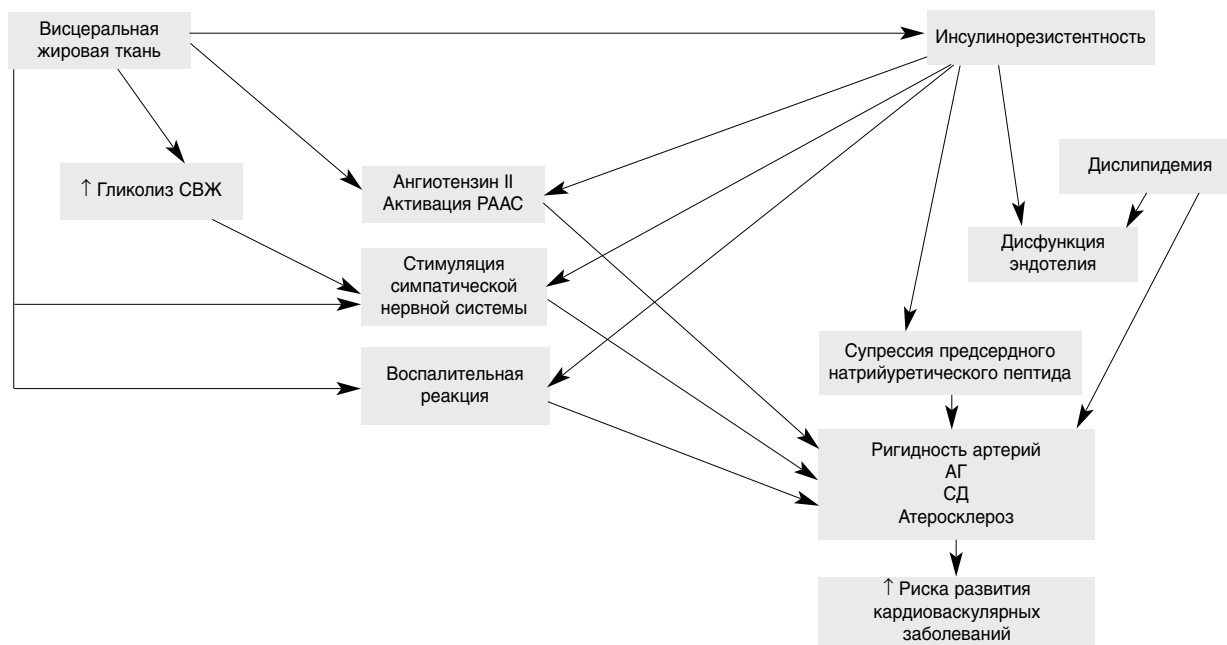 Висцеральная
жировая ткань
Инсулинорезистентность
↑ Гликолиз СВЖ
Ангиотензин II
Активация РААС
Дислипидемия
Дисфункция
эндотелия
Стимуляция
симпатической
нервной системы
Супрессия предсердного
натрийуретического пептида
Воспалительная
реакция
Ригидность артерий
АГ
СД
Атеросклероз
↑ Риска развития
кардиоваскулярных
заболеваний